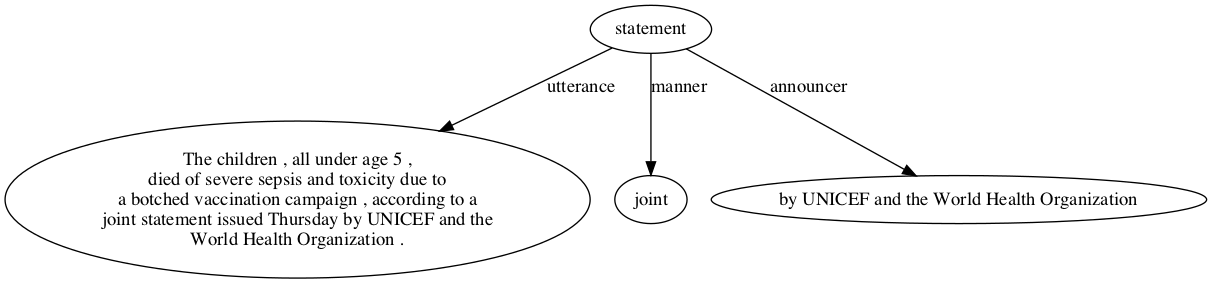 statement
utterance
manner
announcer
The children , all under age 5 ,
died of severe sepsis and toxicity due to
a botched vaccination campaign , according to a
joint statement issued Thursday by UNICEF and the
World Health Organization .
joint
by UNICEF and the World Health Organization